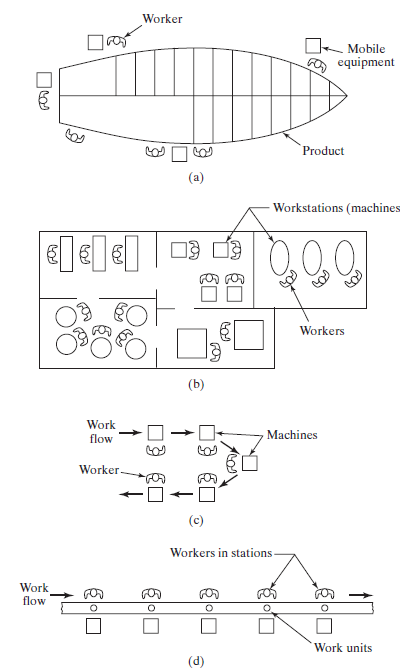 Worker
Mobile
equipment
Product
(a)
Workstations (machines
Workers
(b)
Work
flow
Machines
Worker
(c)
Workers in stations
Work
flow
Work units
(d)